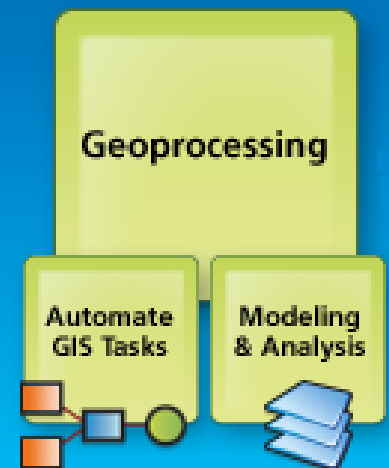 Geoprocessing
Automate
GIS Tasks
Modeling
& Analysis